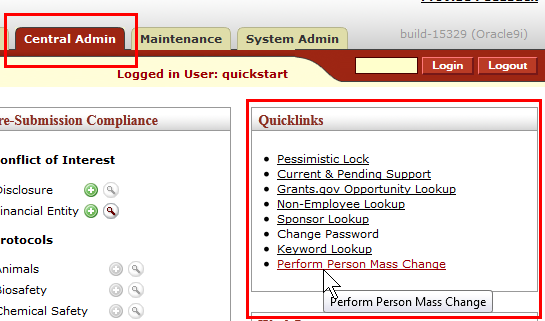 Central Admin Maintenance System Admin build-15329 (Oracle9i)
Logged in User: quickstart Login Logout
re-Submission Compliance
onflict of Interest
Disclosure
inancial Entity
rotocols
Animals
Biosafety
Chemical Safety
Quicklinks
Pessimistic Lock
Current & Pending Support
Grants.gov Opportunity Lookup
Non-Employee Lookup
Sponsor Lookup
Change Password
Keyword Lookup
Perform Person Mass Change
Perform Person Mass Change